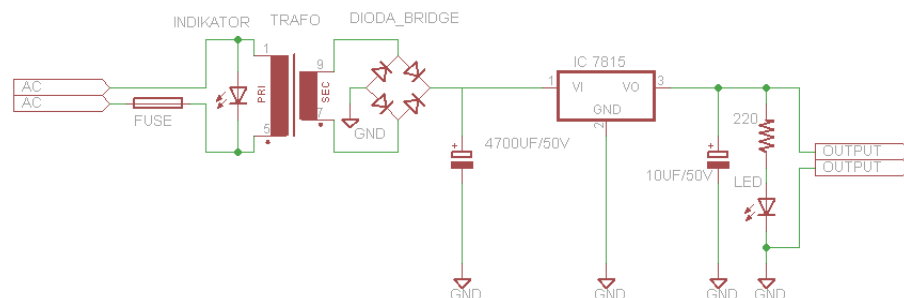 INDIKATOR TRAFO DIODA_BRIDGE
IC 7815
1
9
AC
AC
PRI
SEC
1 VI VO 3
GND
2
FUSE
5
7
GND
4700UF/50V
220
10UF/50V
LED
OUTPUT
OUTPUT
GND GND GND GND